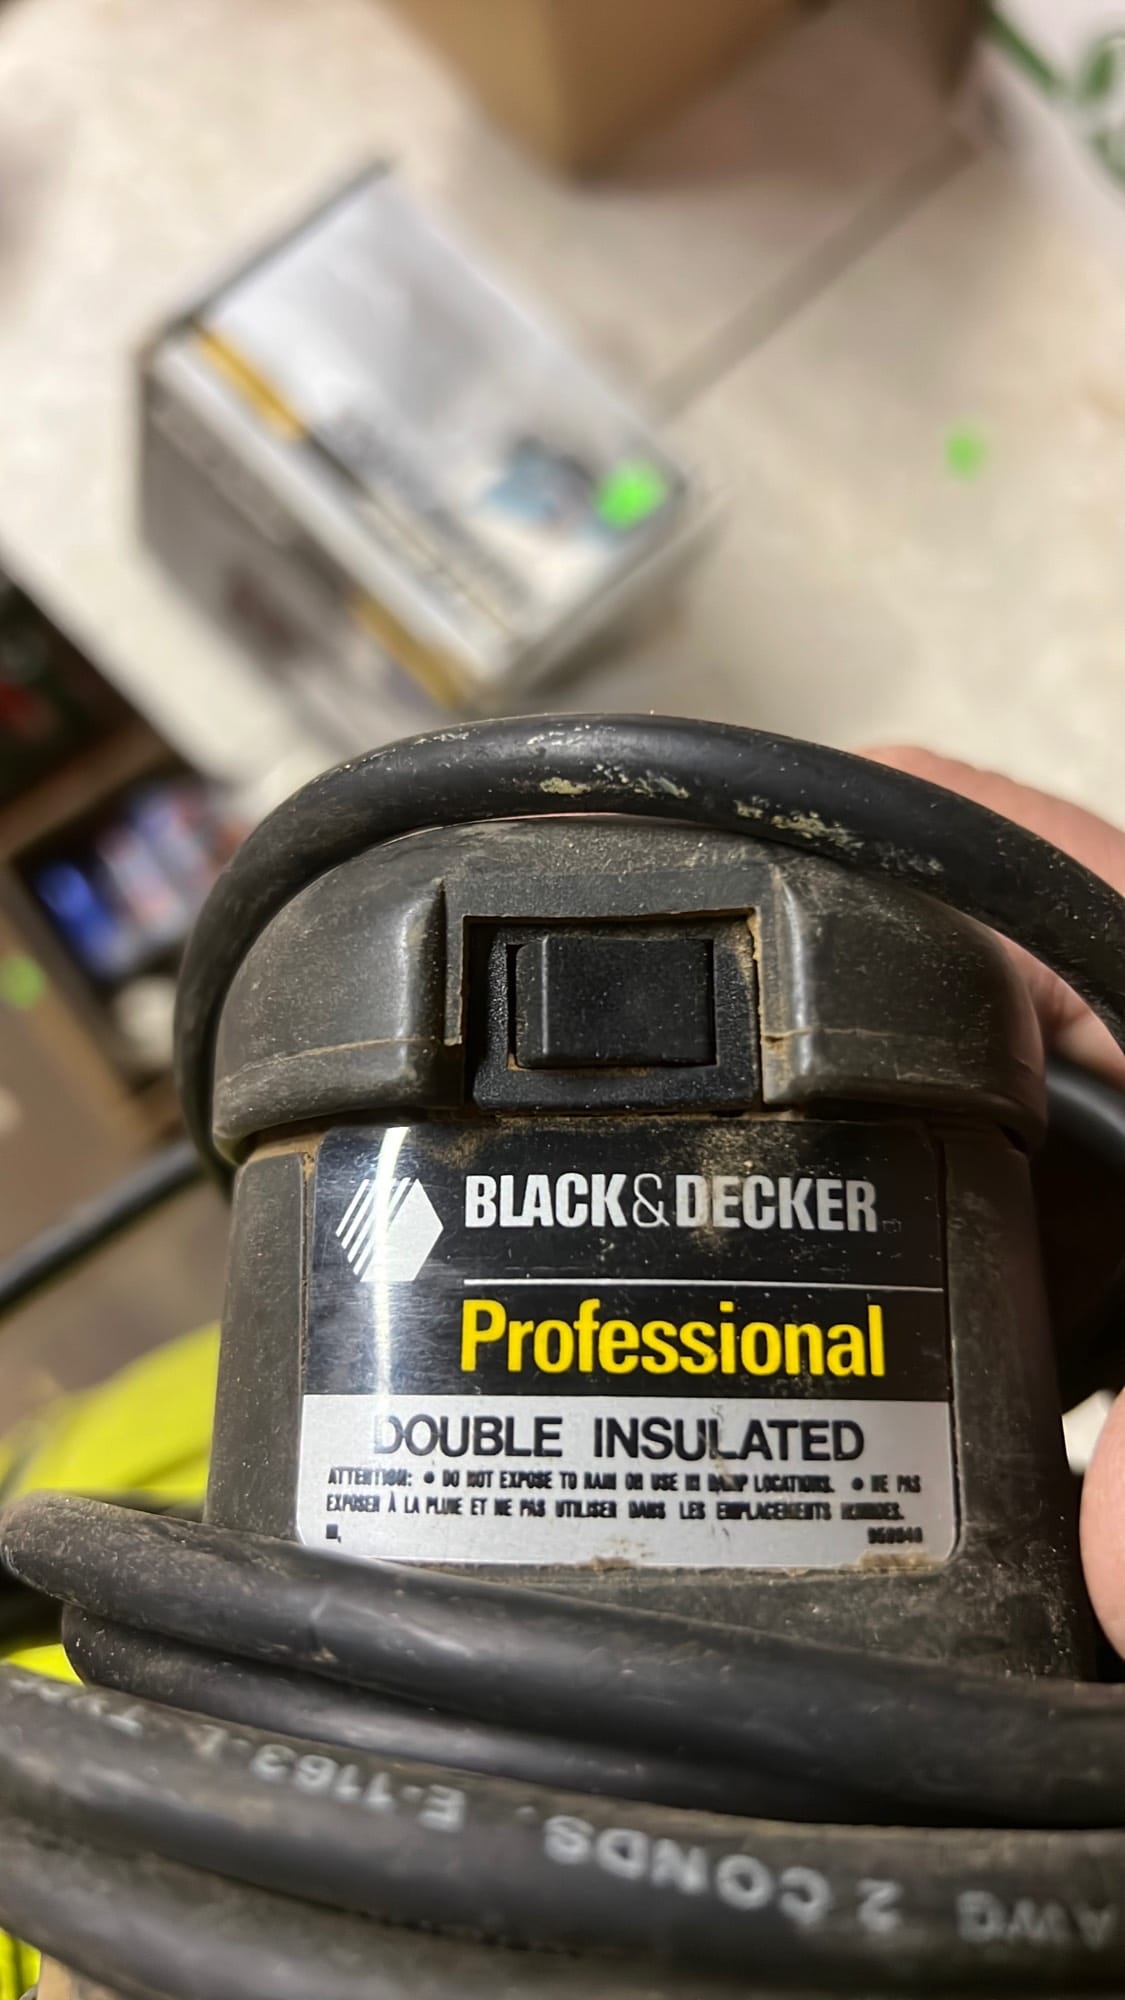 BLACK&DECKER
Professional
DOUBLE INSULATED
ATTENTION: • DO NOT EXPOSE TO RAIN OR USE IN DAMP LOCATIONS. • NE PAS
EXPOSER À LA PLUIE ET NE PAS UTILISER DANS LES EMPLACEMENTS HUMIDES.
AWG 2 CONDS. E-1163